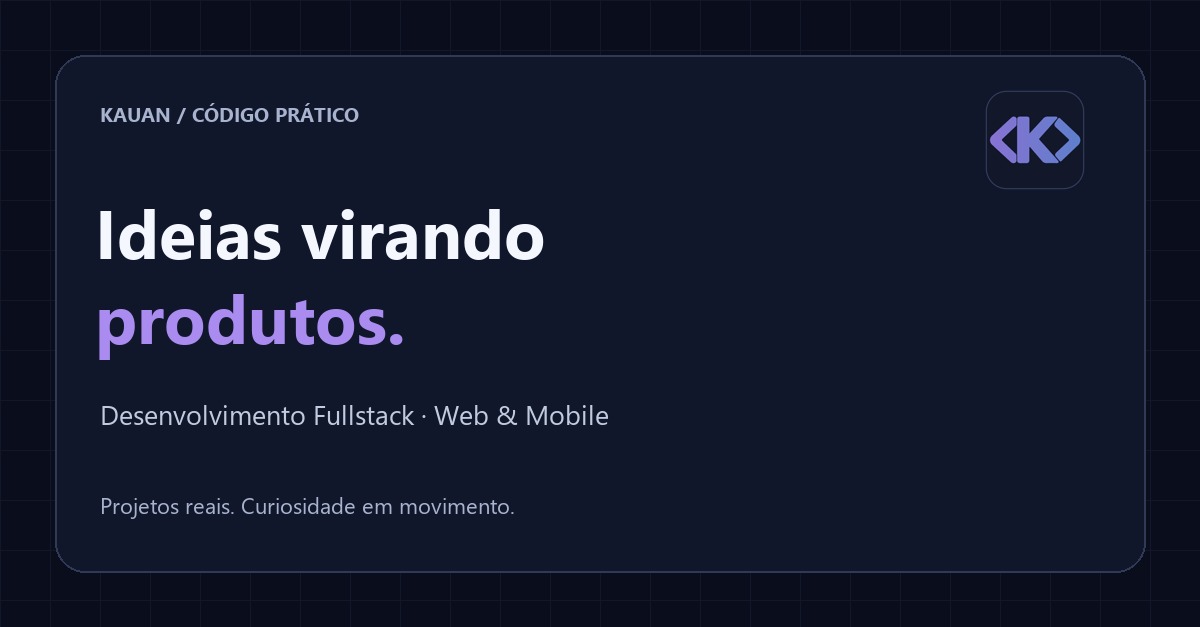 KAUAN / CÓDIGO PRÁTICO
<K>
Ideias virando
produtos.
Desenvolvimento Fullstack · Web & Mobile
Projetos reais. Curiosidade em movimento.